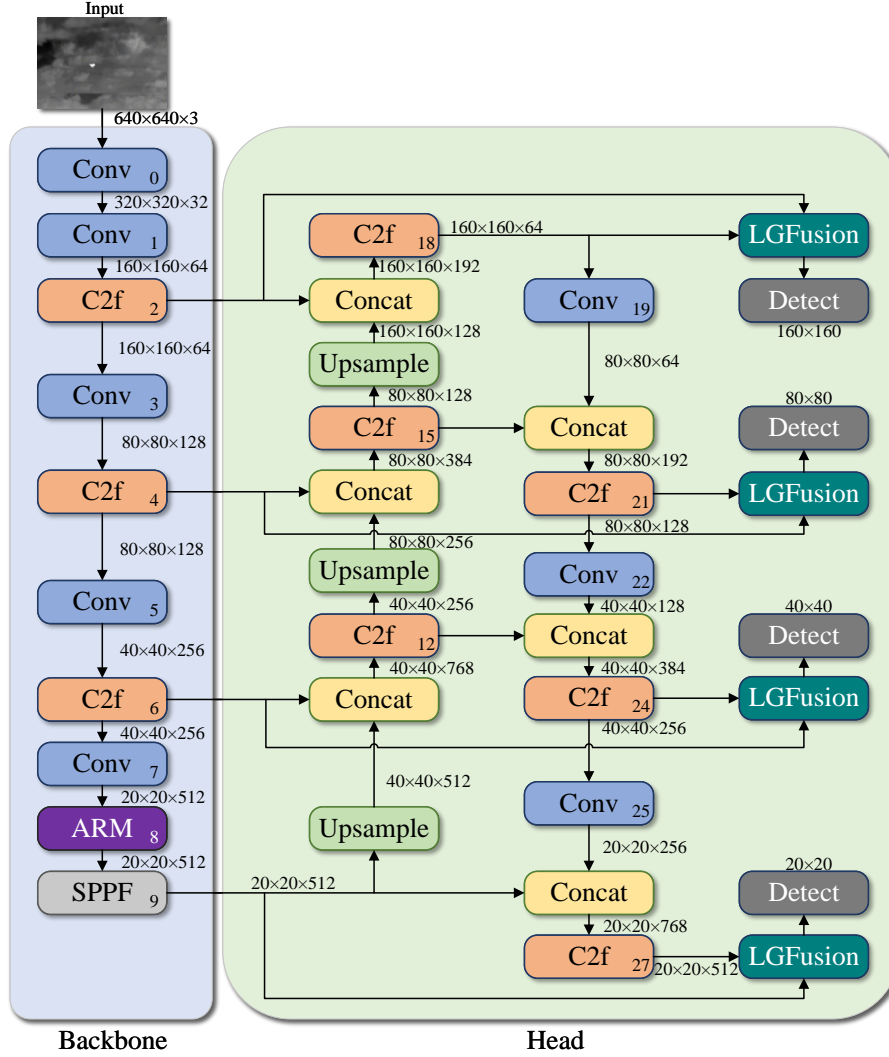 Input
640×640×3
Conv 0
320×320×32
Conv 1
160×160×64
C2f 2
160×160×64
Conv 3
80×80×128
C2f 4
80×80×128
Conv 5
40×40×256
C2f 6
40×40×256
Conv 7
20×20×512
ARM 8
20×20×512
SPPF 9
Backbone
C2f 18
160×160×64
160×160×192
Concat
160×160×128
Upsample
80×80×128
C2f 15
80×80×384
Concat
80×80×256
Upsample
40×40×256
C2f 12
40×40×768
Concat
40×40×512
Upsample
20×20×512
Conv 19
80×80×64
Concat
80×80×192
C2f 21
80×80×128
Conv 22
40×40×128
Concat
40×40×384
C2f 24
40×40×256
Conv 25
20×20×256
Concat
20×20×768
C2f 27
20×20×512
LGFusion
Detect
160×160
80×80
Detect
LGFusion
40×40
Detect
LGFusion
20×20
Detect
LGFusion
Head